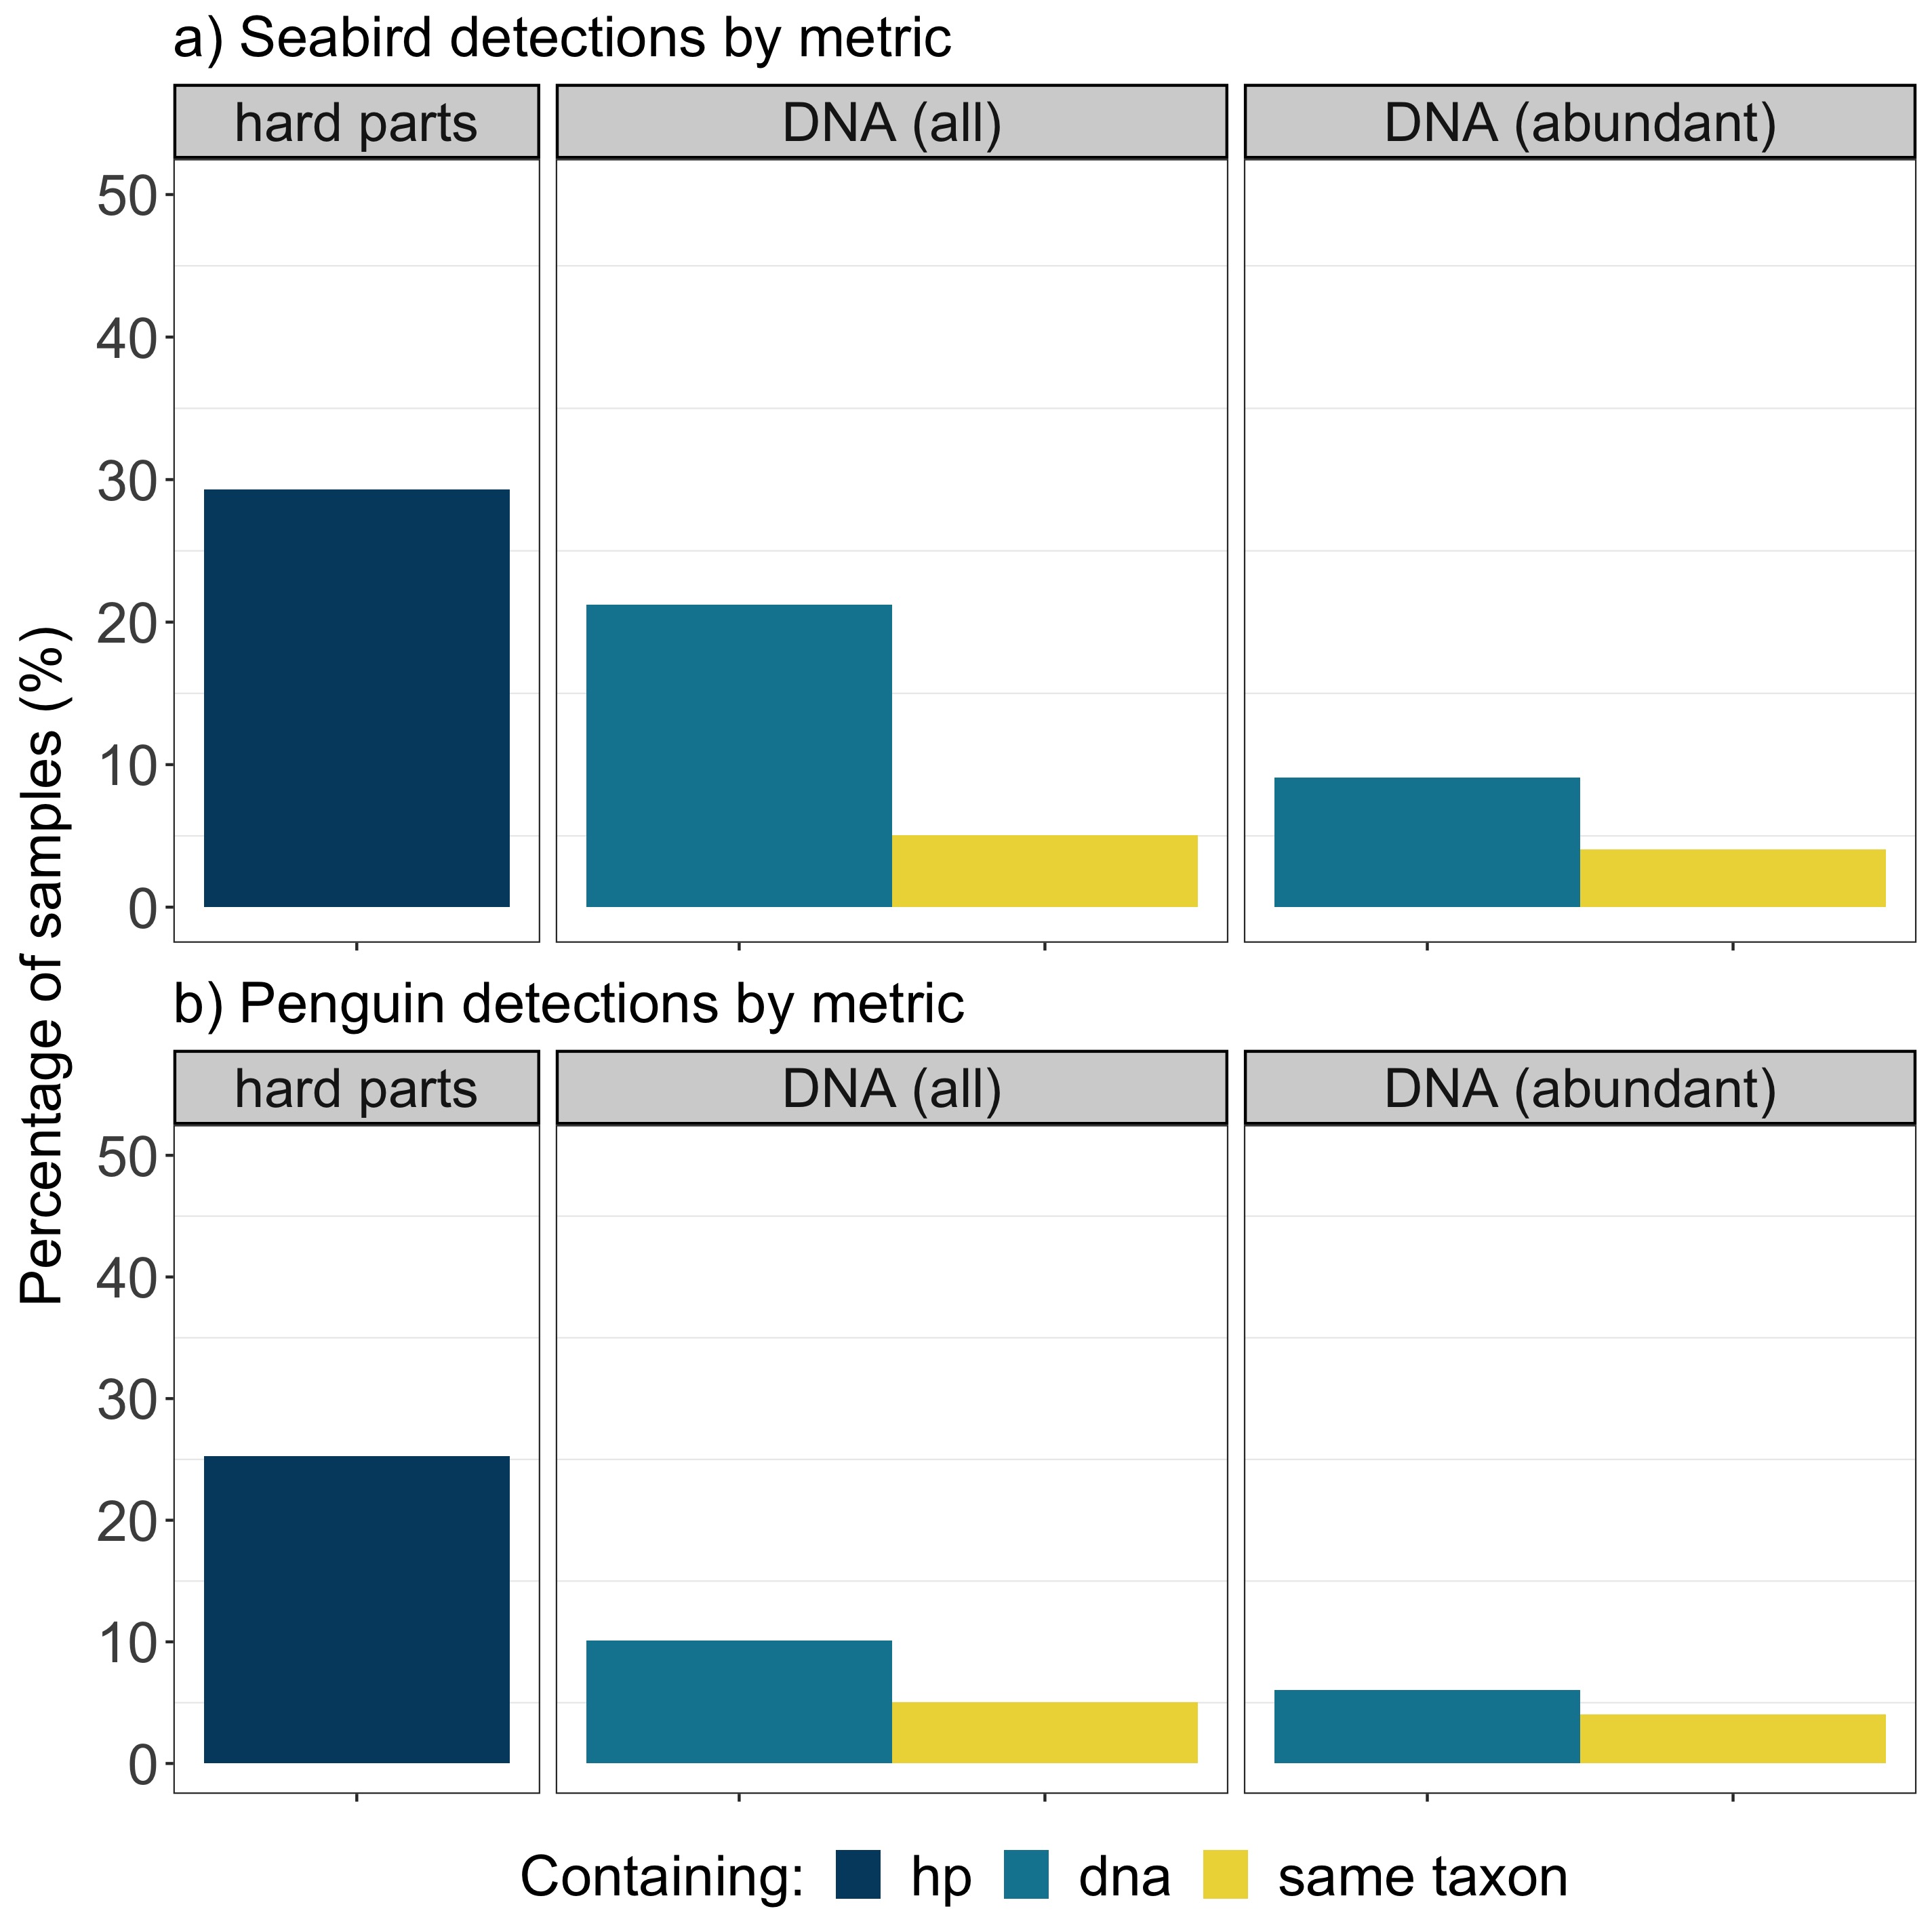 a) Seabird detections by metric
hard parts
DNA (all)
DNA (abundant)
50
40
30
20
10
0
b) Penguin detections by metric
hard parts
DNA (all)
DNA (abundant)
50
40
30
20
10
0
Percentage of samples (%)
Containing: hp dna same taxon